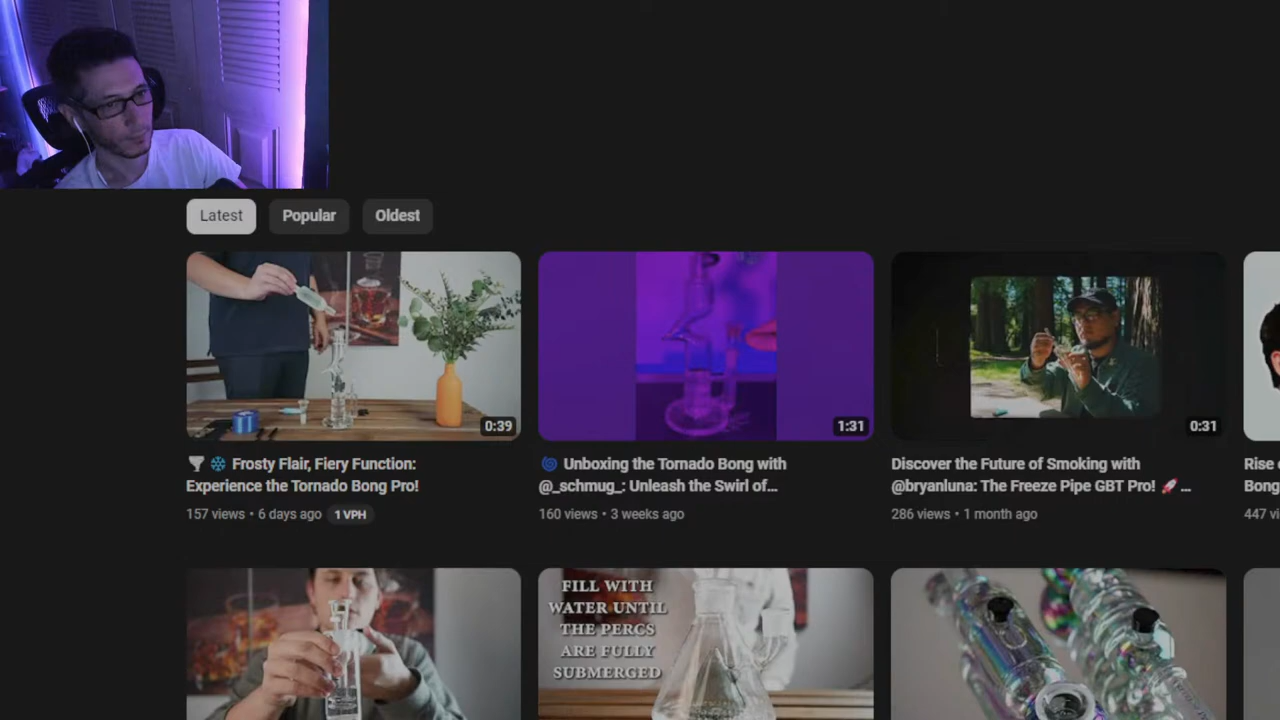 Latest
Popular
Oldest
0:39
1:31
0:31
🏆 ❄️ Frosty Flair, Fiery Function:
Experience the Tornado Bong Pro!
157 views • 6 days ago 1 VPH
🌀 Unboxing the Tornado Bong with
@_schmug_: Unleash the Swirl of...
160 views • 3 weeks ago
Discover the Future of Smoking with
@bryanluna: The Freeze Pipe GBT Pro! 🚀 ...
286 views • 1 month ago
Rise
Bong
447 vi
FILL WITH
WATER UNTIL
THE PERCS
ARE FULLY
SUBMERGED